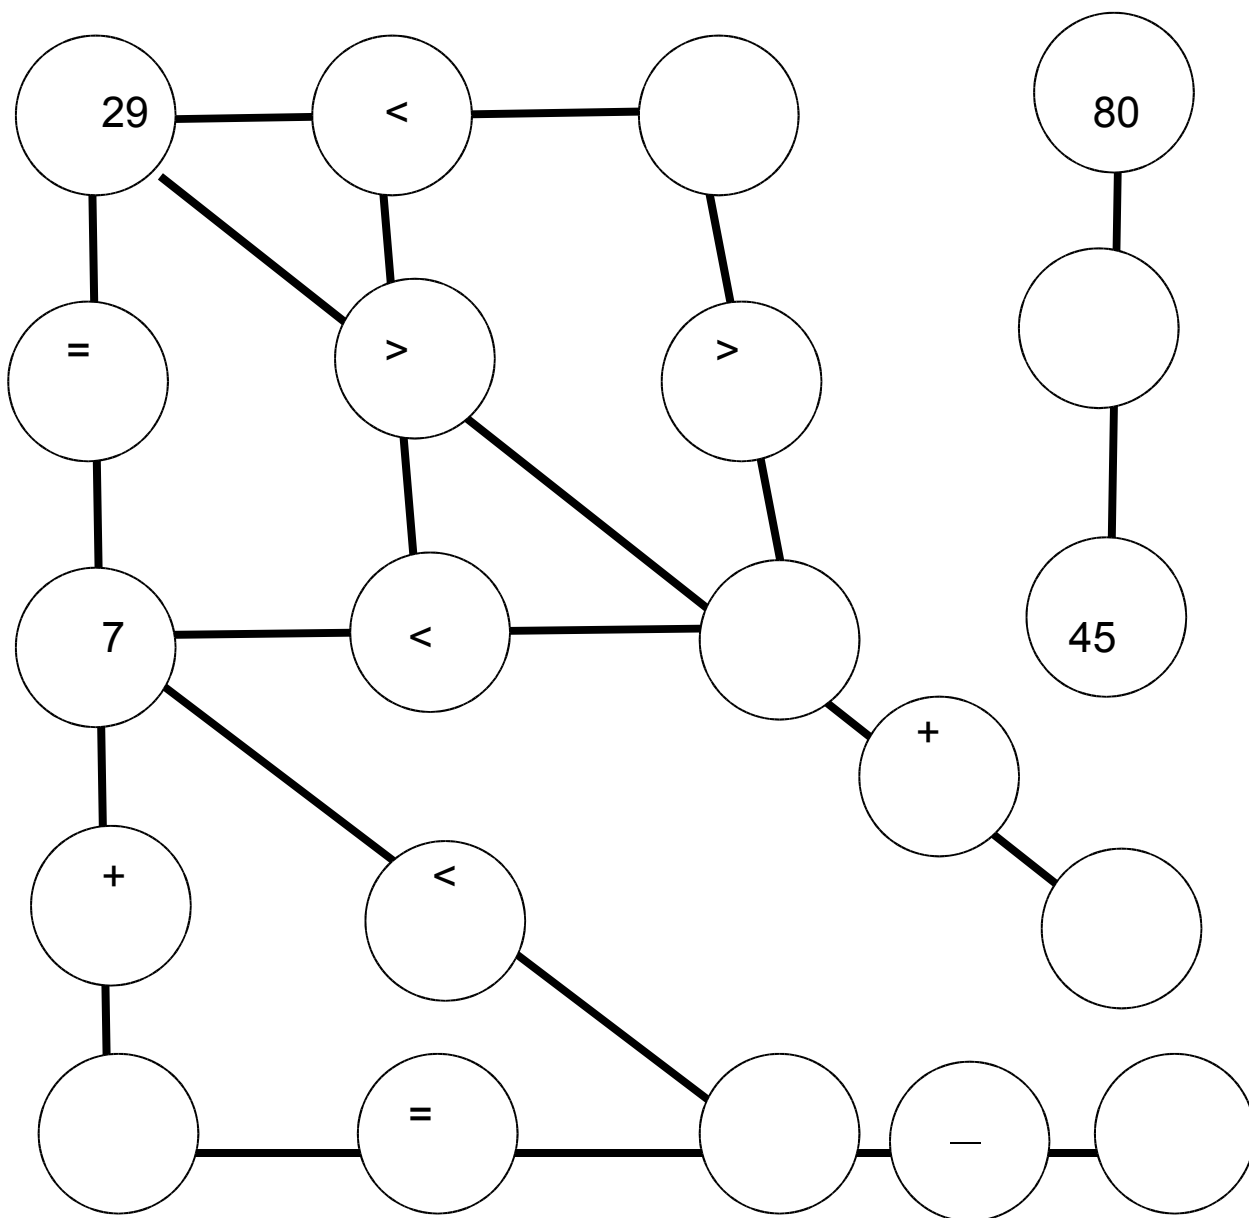 29 < 80
= > >
7 < 45
+
+ <
=
—